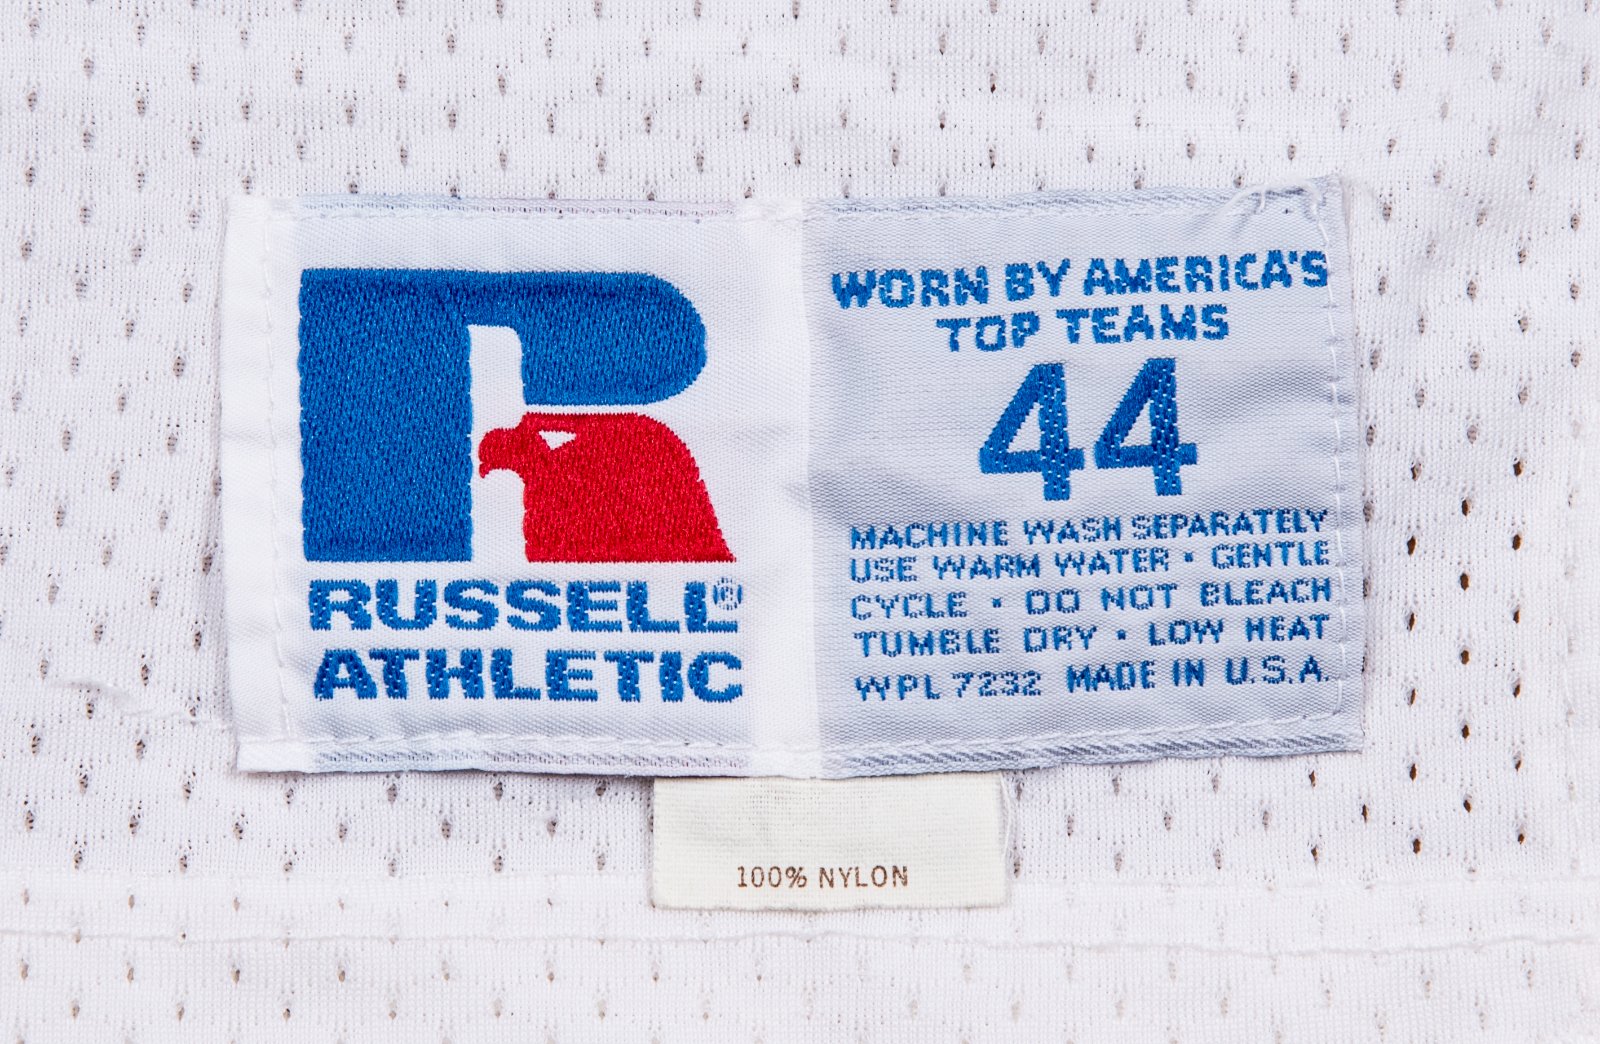 RUSSELL®
ATHLETIC
WORN BY AMERICA'S
TOP TEAMS
44
MACHINE WASH SEPARATELY
USE WARM WATER • GENTLE
CYCLE • DO NOT BLEACH
TUMBLE DRY • LOW HEAT
WPL 7232 MADE IN U.S.A.
100% NYLON